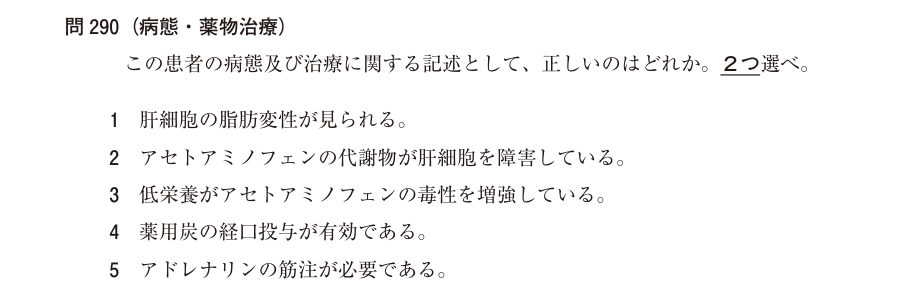 問 290(病態・薬物治療)
この患者の病態及び治療に関する記述として、正しいのはどれか。2つ選べ。
1 肝細胞の脂肪変性が見られる。
2 アセトアミノフェンの代謝物が肝細胞を障害している。
3 低栄養がアセトアミノフェンの毒性を増強している。
4 薬用炭の経口投与が有効である。
5 アドレナリンの筋注が必要である。